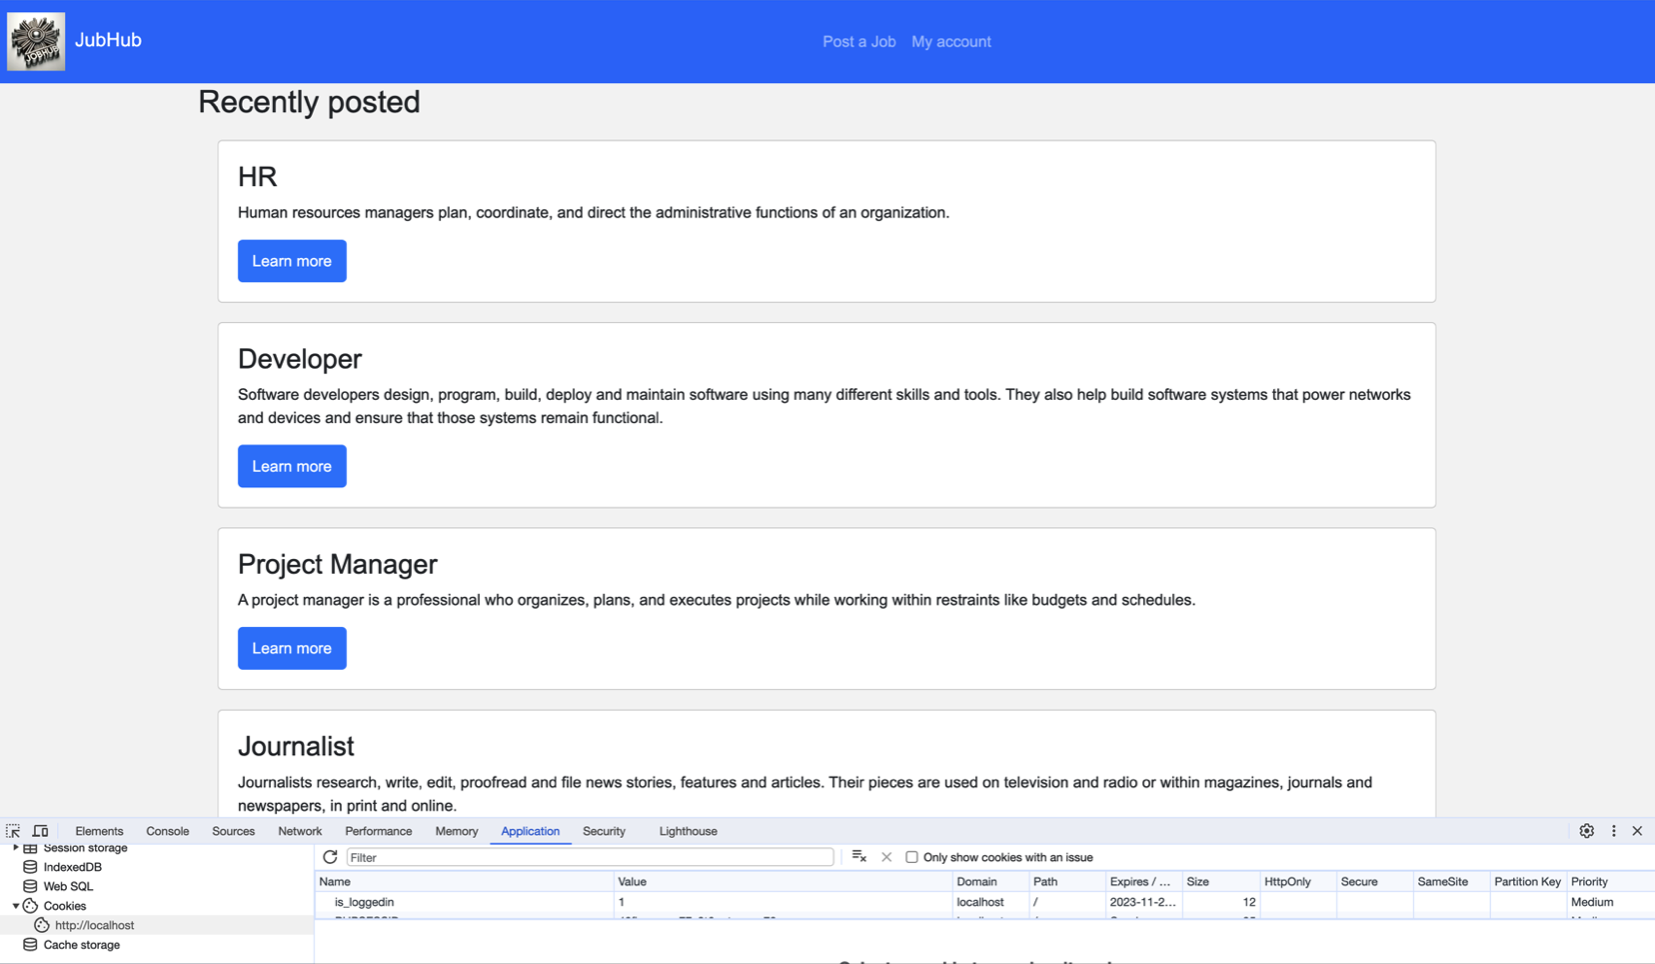 JOBHUB
JubHub
Post a Job
My account
Recently posted
HR
Human resources managers plan, coordinate, and direct the administrative functions of an organization.
Learn more
Developer
Software developers design, program, build, deploy and maintain software using many different skills and tools. They also help build software systems that power networks
and devices and ensure that those systems remain functional.
Learn more
Project Manager
A project manager is a professional who organizes, plans, and executes projects while working within restraints like budgets and schedules.
Learn more
Journalist
Journalists research, write, edit, proofread and file news stories, features and articles. Their pieces are used on television and radio or within magazines, journals and
newspapers, in print and online.
Elements Console Sources Network Performance Memory Application Security Lighthouse
Session storage
IndexedDB
Web SQL
Cookies
http://localhost
Cache storage
Filter
Only show cookies with an issue
Name Value Domain Path Expires / ... Size HttpOnly Secure SameSite Partition Key Priority
is_loggedin 1 localhost / 2023-11-2... 12 Medium